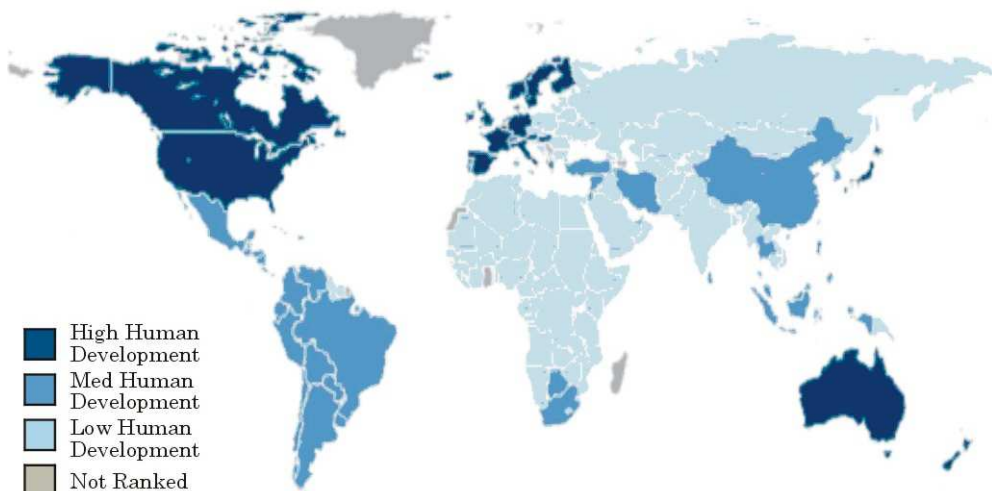 High Human
Development
Med Human
Development
Low Human
Development
Not Ranked